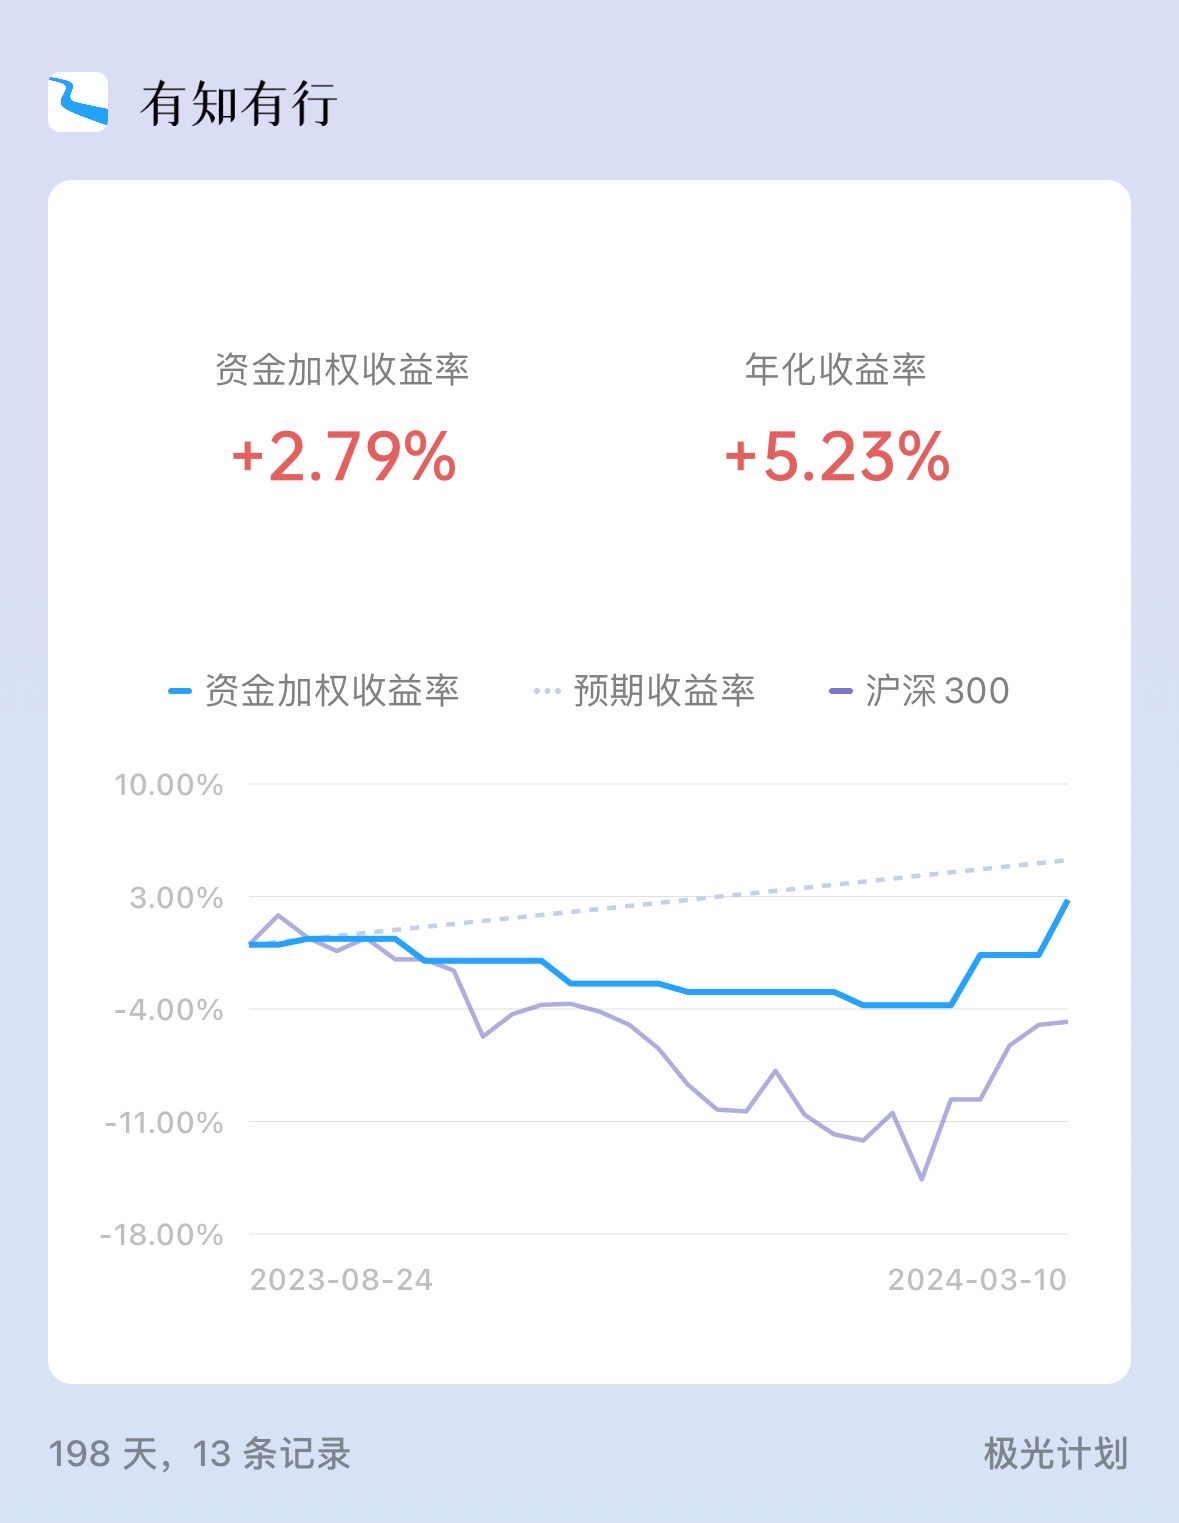 有知有行
资金加权收益率 年化收益率
+2.79% +5.23%
资金加权收益率 预期收益率 沪深300
10.00%
3.00%
-4.00%
-11.00%
-18.00%
2023-08-24 2024-03-10
198 天，13 条记录 极光计划